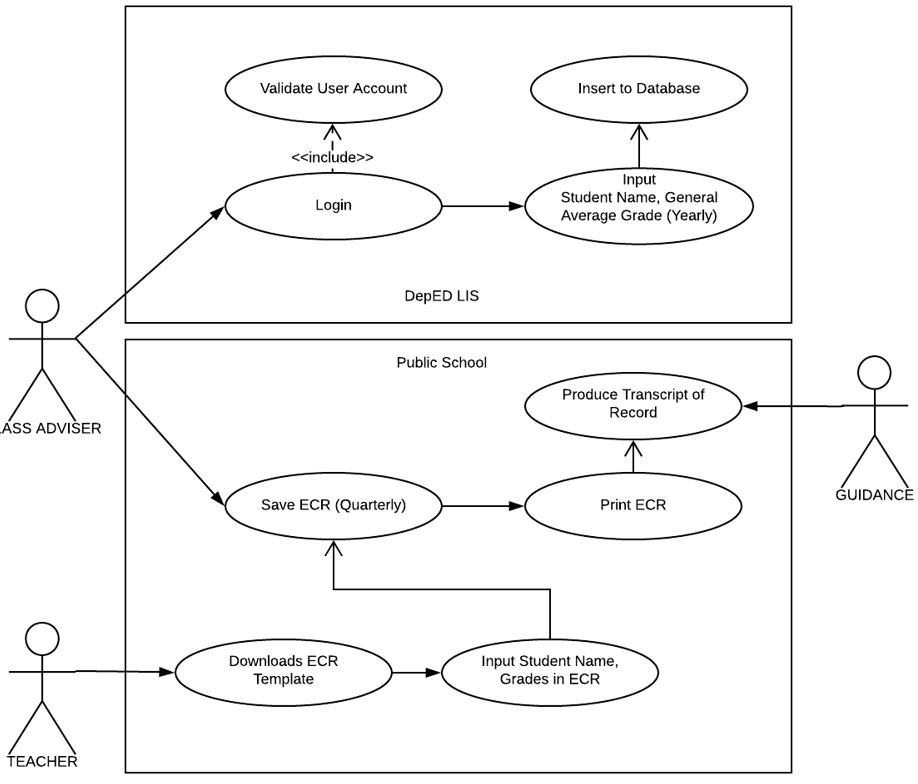 Validate User Account
Insert to Database
<<include>>
Login
Input
Student Name, General
Average Grade (Yearly)
DepED LIS
Public School
Produce Transcript of
Record
LASS ADVISER
GUIDANCE
Save ECR (Quarterly)
Print ECR
Downloads ECR
Template
Input Student Name,
Grades in ECR
TEACHER